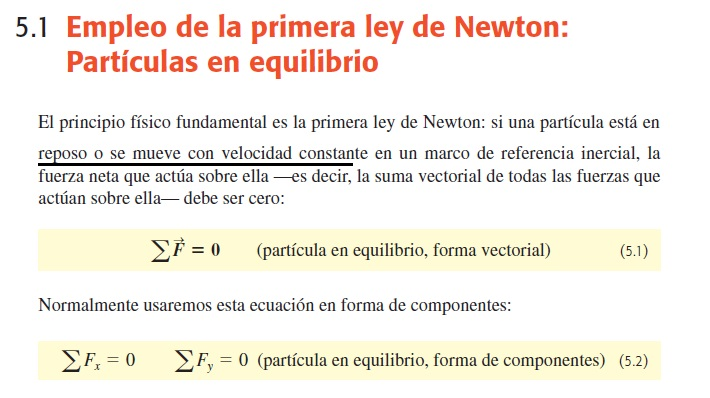 5.1 Empleo de la primera ley de Newton:
Partículas en equilibrio
El principio físico fundamental es la primera ley de Newton: si una partícula está en
reposo o se mueve con velocidad constante en un marco de referencia inercial, la
fuerza neta que actúa sobre ella —es decir, la suma vectorial de todas las fuerzas que
actúan sobre ella— debe ser cero:
∑F⃗ = 0 (partícula en equilibrio, forma vectorial) (5.1)
Normalmente usaremos esta ecuación en forma de componentes:
∑Fₓ = 0 ∑F_y = 0 (partícula en equilibrio, forma de componentes) (5.2)